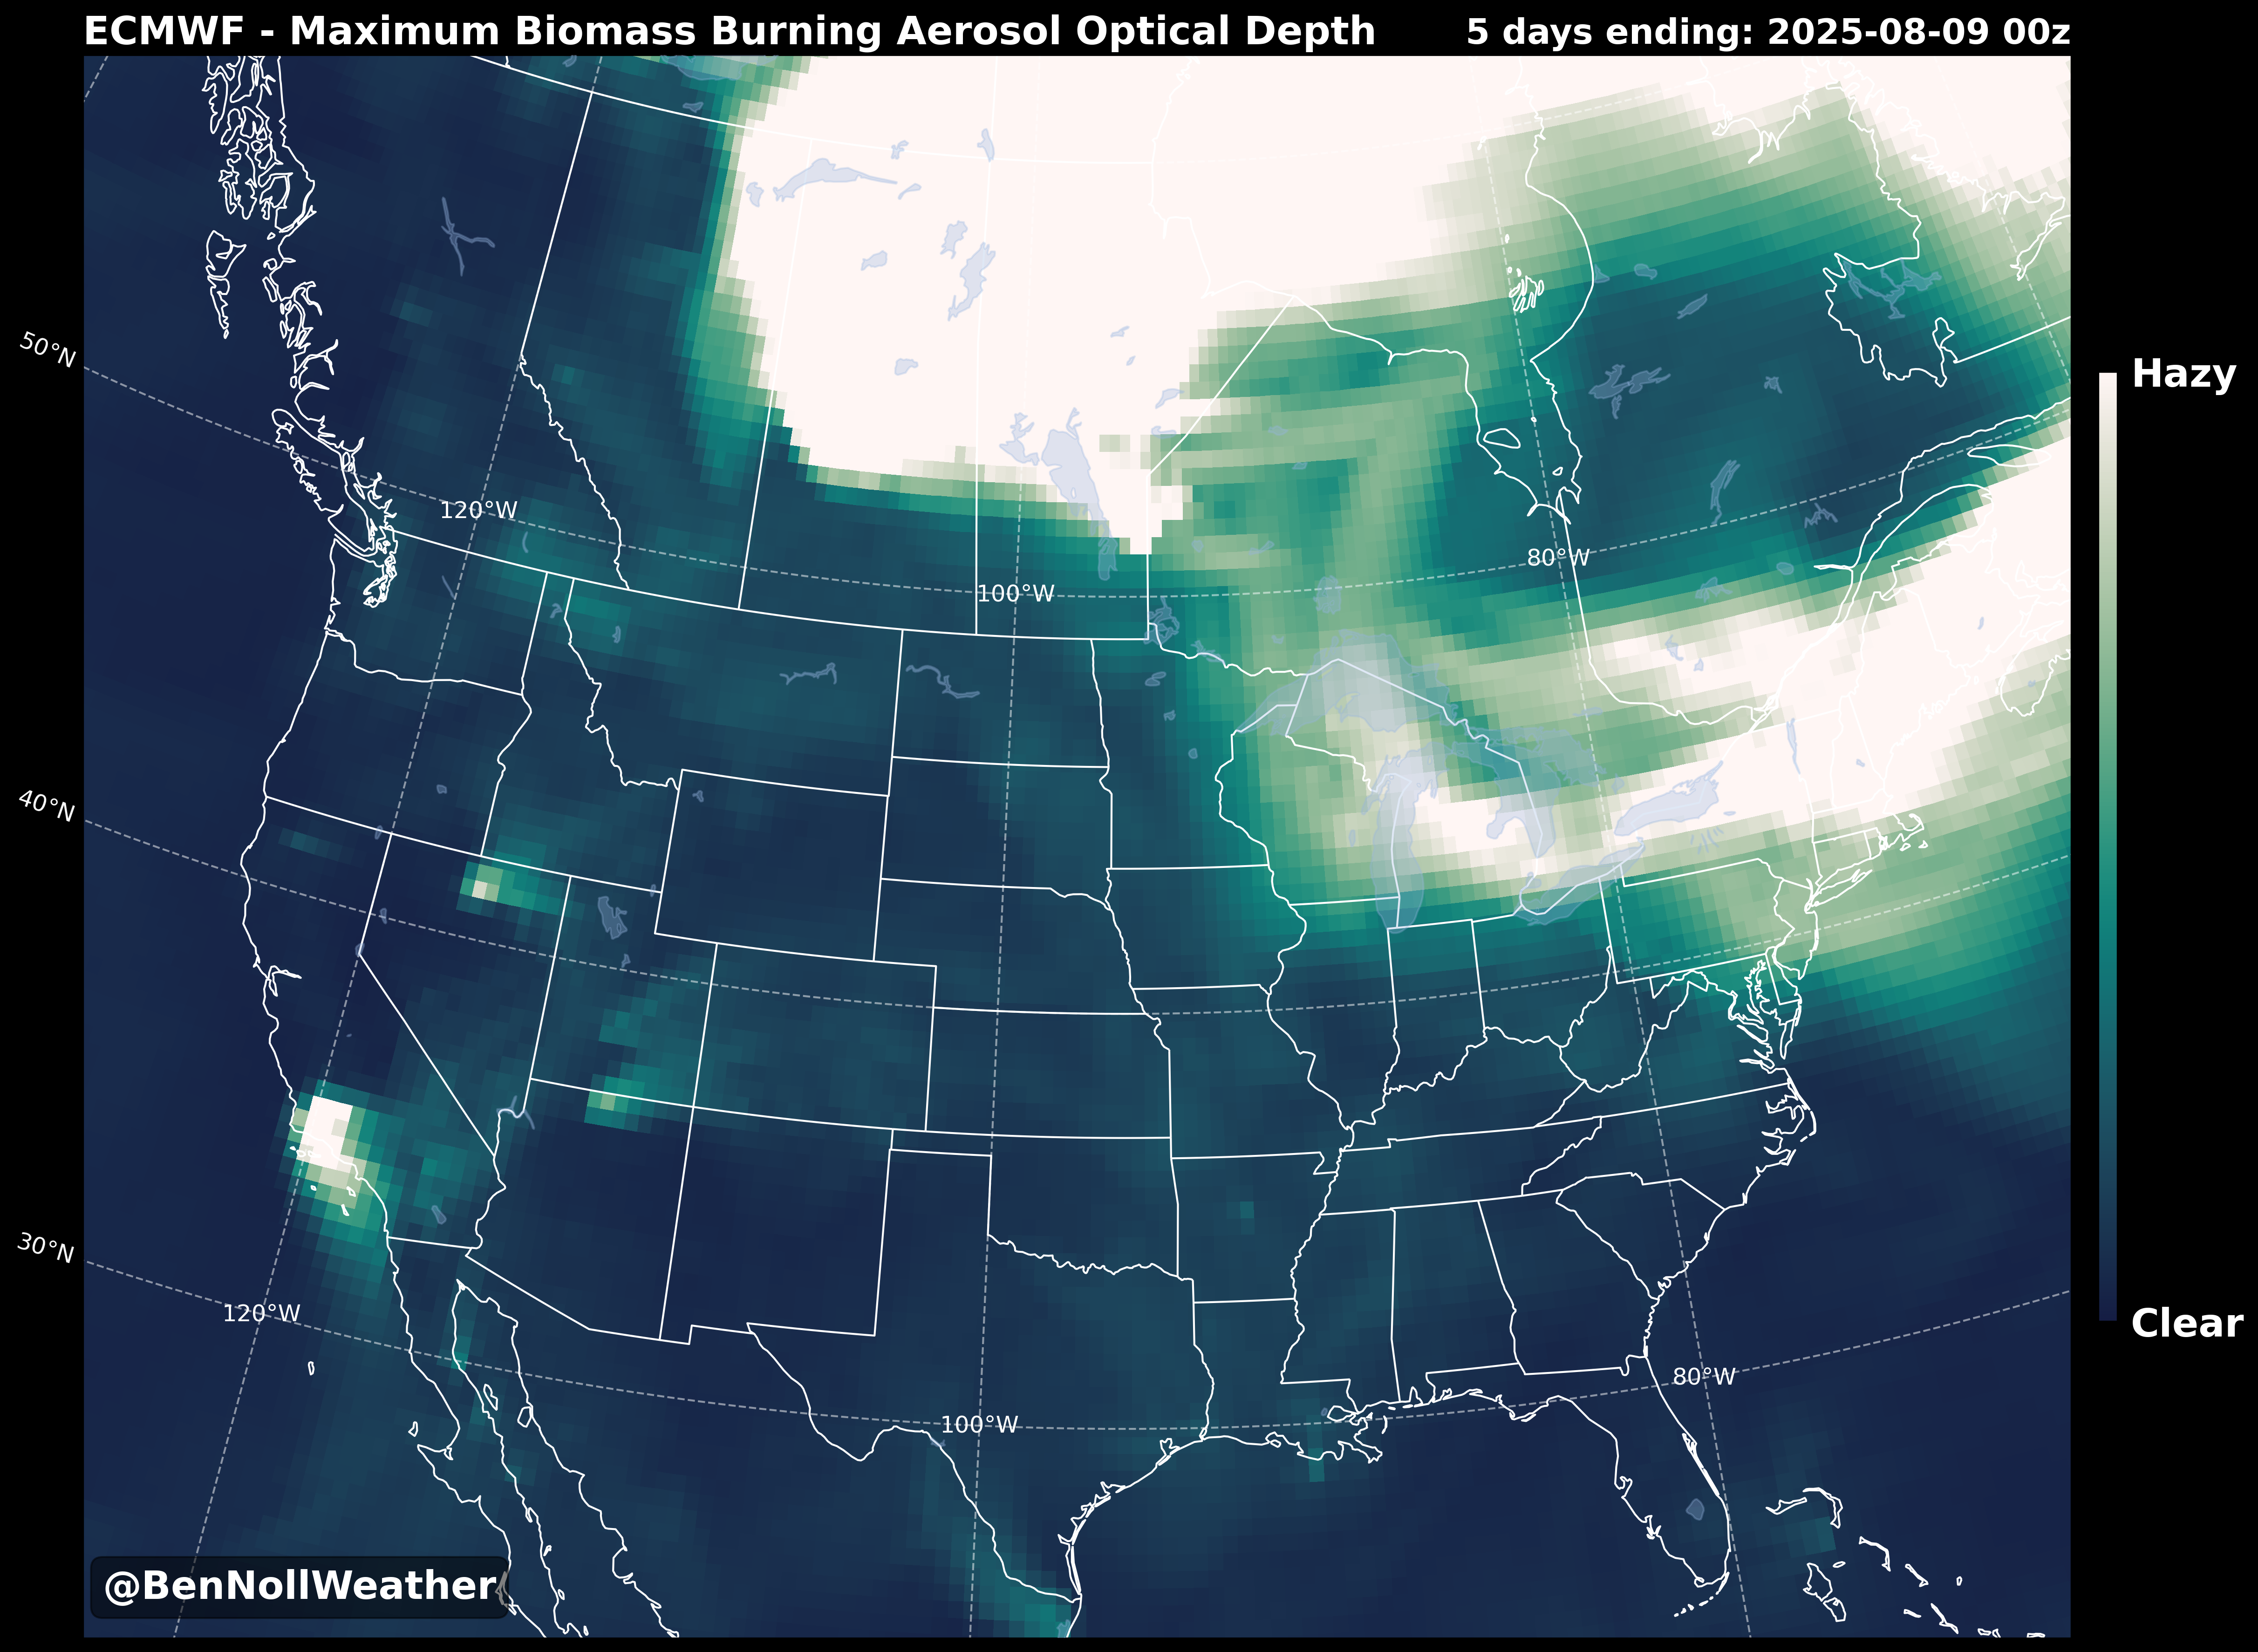 ECMWF - Maximum Biomass Burning Aerosol Optical Depth
5 days ending: 2025-08-09 00z
50°N
Hazy
120°W
80°W
100°W
40°N
30°N
120°W
Clear
80°W
100°W
@BenNollWeather